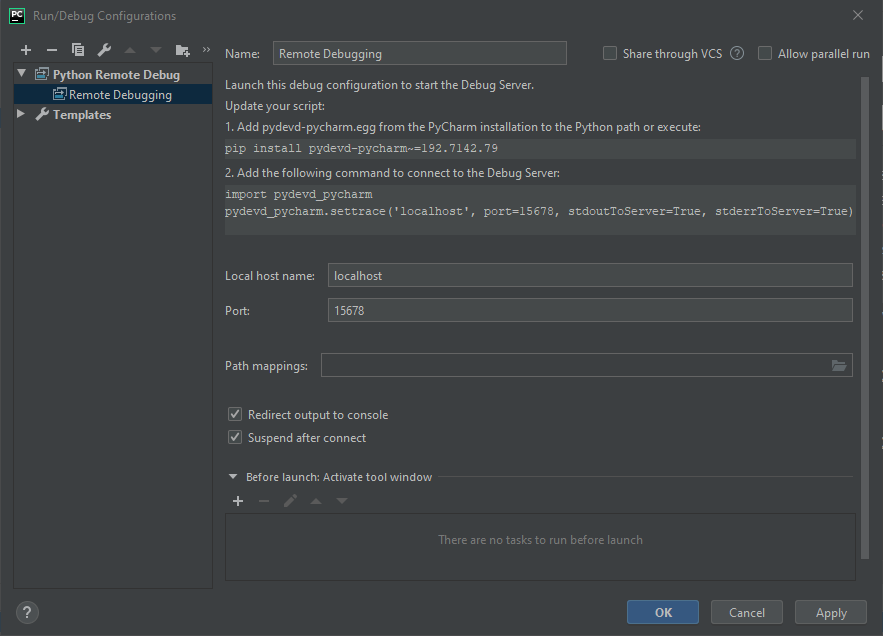 PC
Run/Debug Configurations
Name:
Remote Debugging
Share through VCS
?
Allow parallel run
Python Remote Debug
Remote Debugging
Templates
Launch this debug configuration to start the Debug Server.
Update your script:
1. Add pydevd-pycharm.egg from the PyCharm installation to the Python path or execute:
pip install pydevd-pycharm~=192.7142.79
2. Add the following command to connect to the Debug Server:
import pydevd_pycharm
pydevd_pycharm.settrace('localhost', port=15678, stdoutToServer=True, stderrToServer=True)
Local host name:
localhost
Port:
15678
Path mappings:
Redirect output to console
Suspend after connect
Before launch: Activate tool window
There are no tasks to run before launch
?
OK
Cancel
Apply